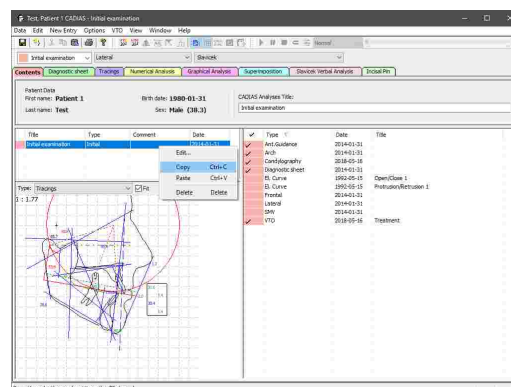 Test, Patient 1 CADIAS - Initial examination
Data Edit New Entry Options VTO View Window Help
Normal
Initial examination Lateral Slavicek
Contents Diagnostic sheet Tracings Numerical Analysis Graphical Analysis Superimposition Slavicek Verbal Analysis Incisal Pin
Patient Data
First name: Patient 1 Birth date: 1980-01-31
Last name: Test Sex: Male (38.3)
CADIAS Analyses Title:
Initial examination
Title Type Comment Date
Initial examination Initial 2014-01-31
Edit...
Copy Ctrl+C
Paste Ctrl+V
Delete Delete
Type: Tracings Fit
1 : 1.77
Type Date Title
Ant.Guidance 2014-01-31
Arch 2014-01-31
Condylography 2018-05-16
Diagnostic sheet 2014-01-31
El. Curve 1992-05-15 Open/Close 1
El. Curve 1992-05-15 Protrusion/Retrusion 1
Frontal 2014-01-31
Lateral 2014-01-31
SMV 2014-01-31
VTO 2018-05-16 Treatment